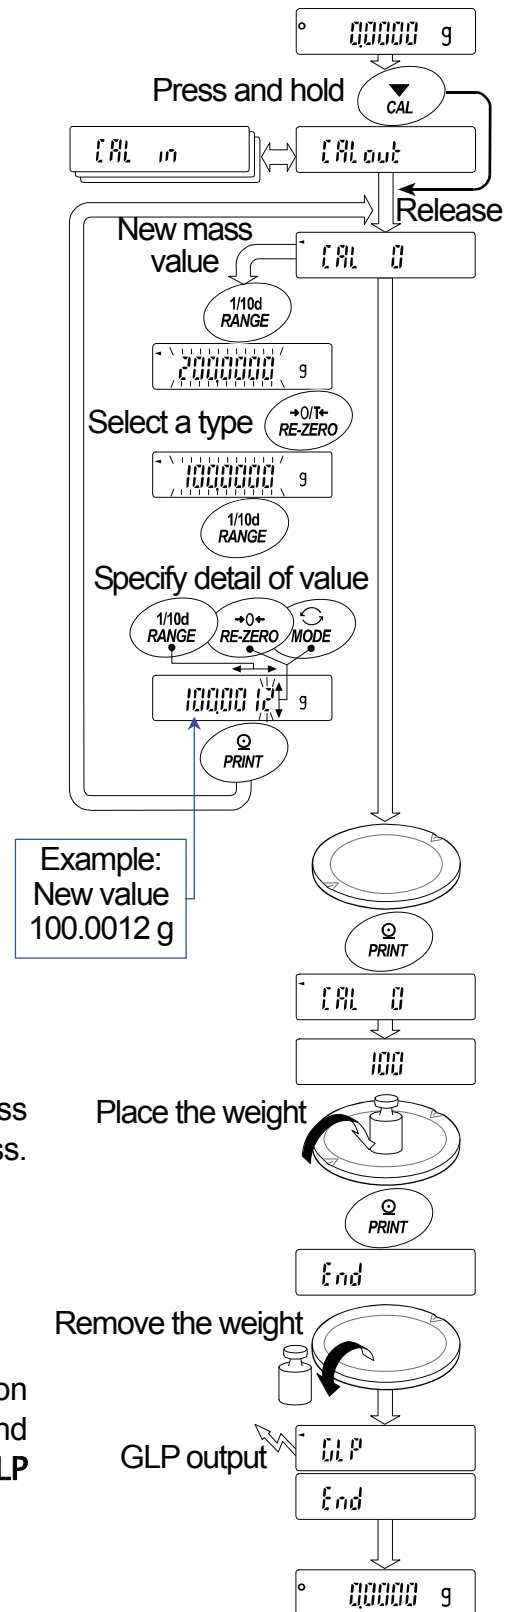 0.0000 g
Press and hold
CAL
CAL in
CAL out
Release
New mass
value
CAL 0
1/10d
RANGE
200.0000 g
Select a type
→0/T←
RE-ZERO
100.0000 g
1/10d
RANGE
Specify detail of value
1/10d
RANGE
→0←
RE-ZERO
MODE
100.0012 g
PRINT
Example:
New value
100.0012 g
PRINT
CAL 0
100
ss
Place the weight
s.
PRINT
End
Remove the weight
on
nd
GLP output
GLP
LP
End
0.0000 g